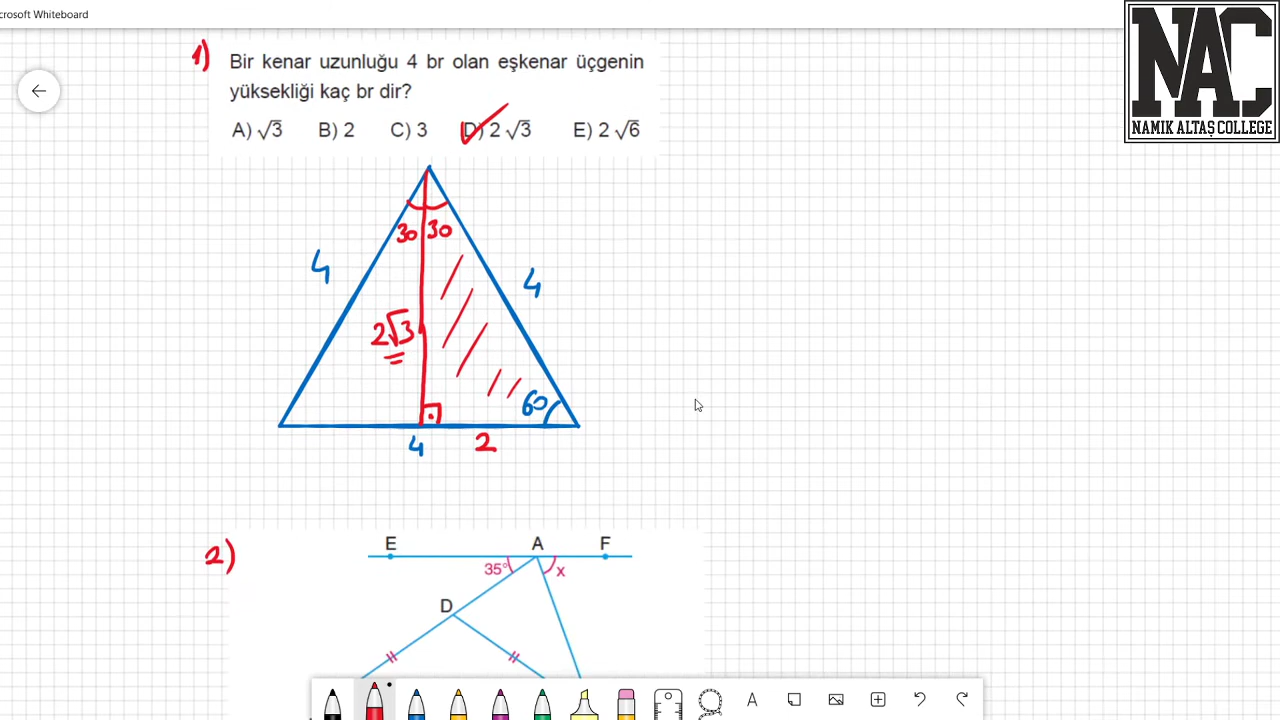 crosoft Whiteboard
NAC
NAMIK ALTAŞ COLLEGE
1)
Bir kenar uzunluğu 4 br olan eşkenar üçgenin
yüksekliği kaç br dir?
A) √3 B) 2 C) 3 D) 2 √3 E) 2 √6
30 30
4
4
2√3
60
4
2
2)
E A F
35° x
D
A